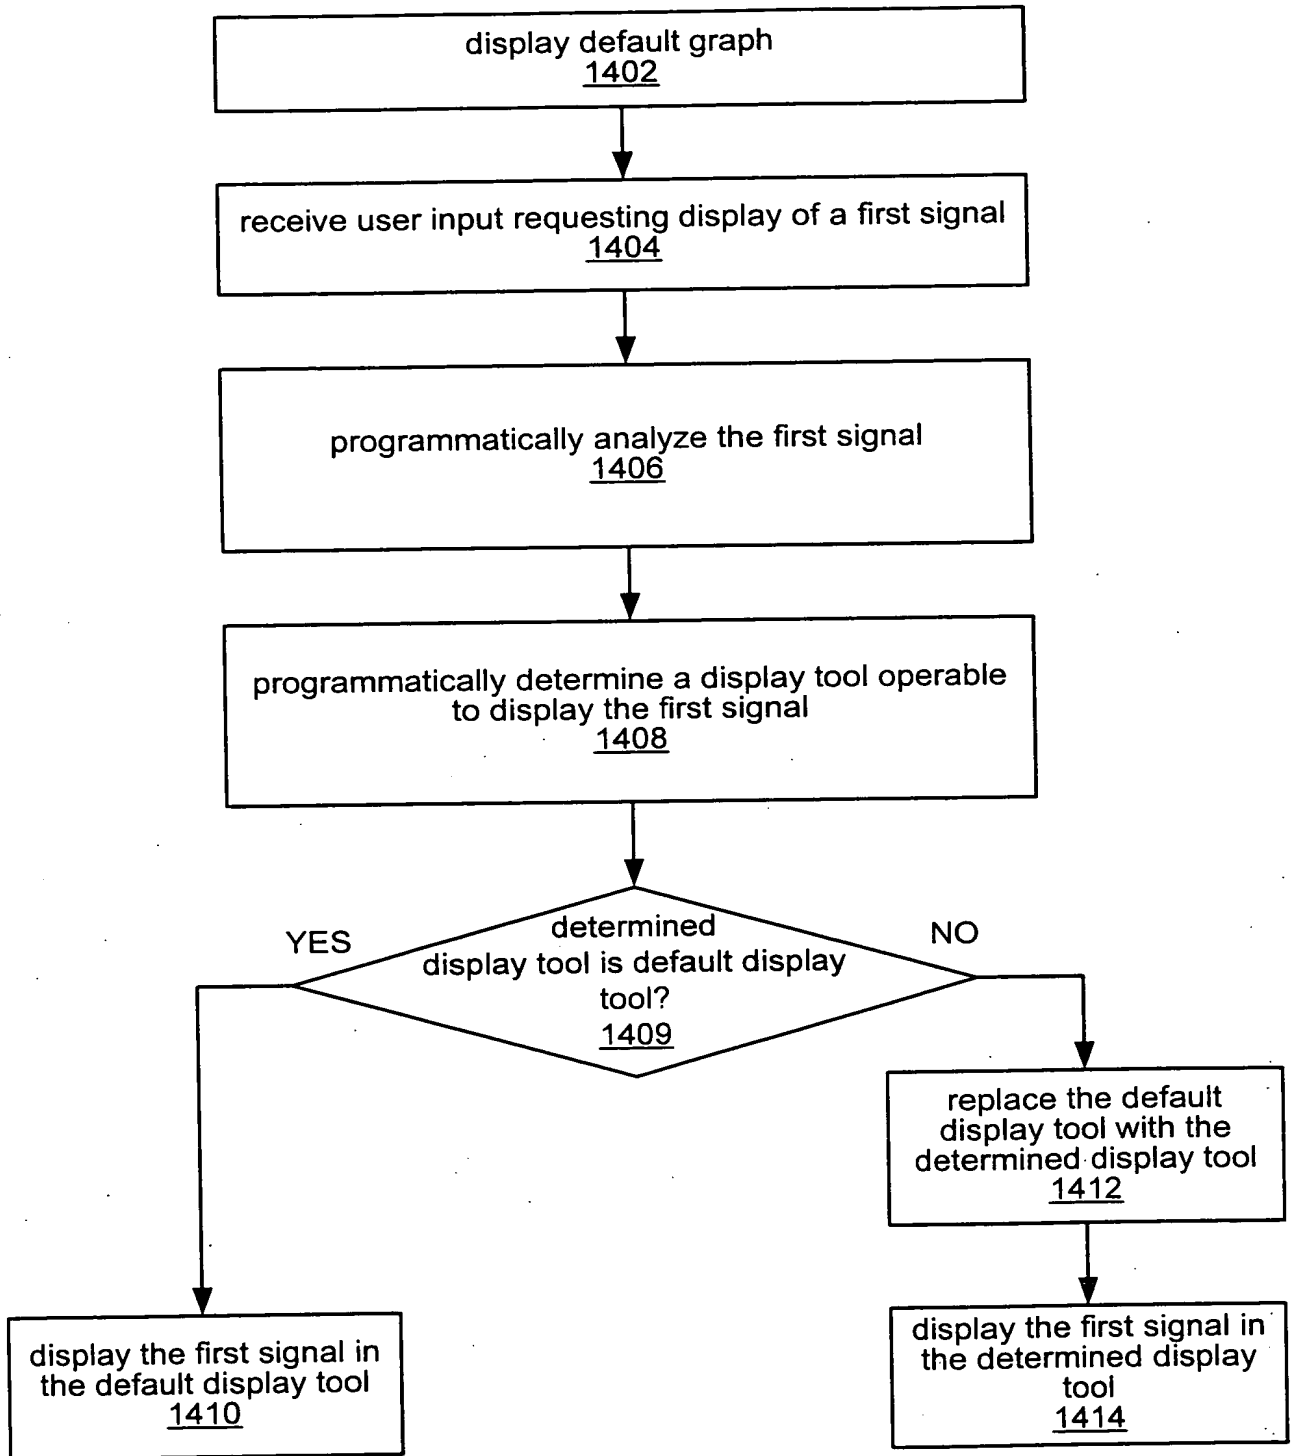 display default graph
1402
receive user input requesting display of a first signal
1404
programmatically analyze the first signal
1406
programmatically determine a display tool operable
to display the first signal
1408
determined
display tool is default display
tool?
1409
YES
NO
replace the default
display tool with the
determined display tool
1412
display the first signal in
the default display tool
1410
display the first signal in
the determined display
tool
1414